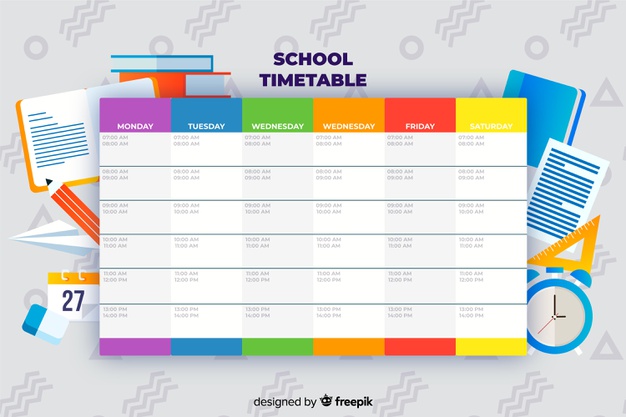 SCHOOL
TIMETABLE
MONDAY TUESDAY WEDNESDAY WEDNESDAY FRIDAY SATURDAY
07:00 AM 07:00 AM 07:00 AM 07:00 AM 07:00 AM 07:00 AM
08:00 AM 08:00 AM 08:00 AM 08:00 AM 08:00 AM 08:00 AM
08:00 AM 08:00 AM 08:00 AM 08:00 AM 08:00 AM 08:00 AM
09:00 AM 09:00 AM 09:00 AM 09:00 AM 09:00 AM 09:00 AM
09:00 AM 09:00 AM 09:00 AM 09:00 AM 09:00 AM 09:00 AM
10:00 AM 10:00 AM 10:00 AM 10:00 AM 10:00 AM 10:00 AM
10:00 AM 10:00 AM 10:00 AM 10:00 AM 10:00 AM 10:00 AM
11:00 AM 11:00 AM 11:00 AM 11:00 AM 11:00 AM 11:00 AM
11:00 AM 11:00 AM 11:00 AM 11:00 AM 11:00 AM 11:00 AM
12:00 PM 12:00 PM 12:00 PM 12:00 PM 12:00 PM 12:00 PM
13:00 PM 13:00 PM 13:00 PM 13:00 PM 13:00 PM 13:00 PM
14:00 PM 14:00 PM 14:00 PM 14:00 PM 14:00 PM 14:00 PM
27
designed by freepik